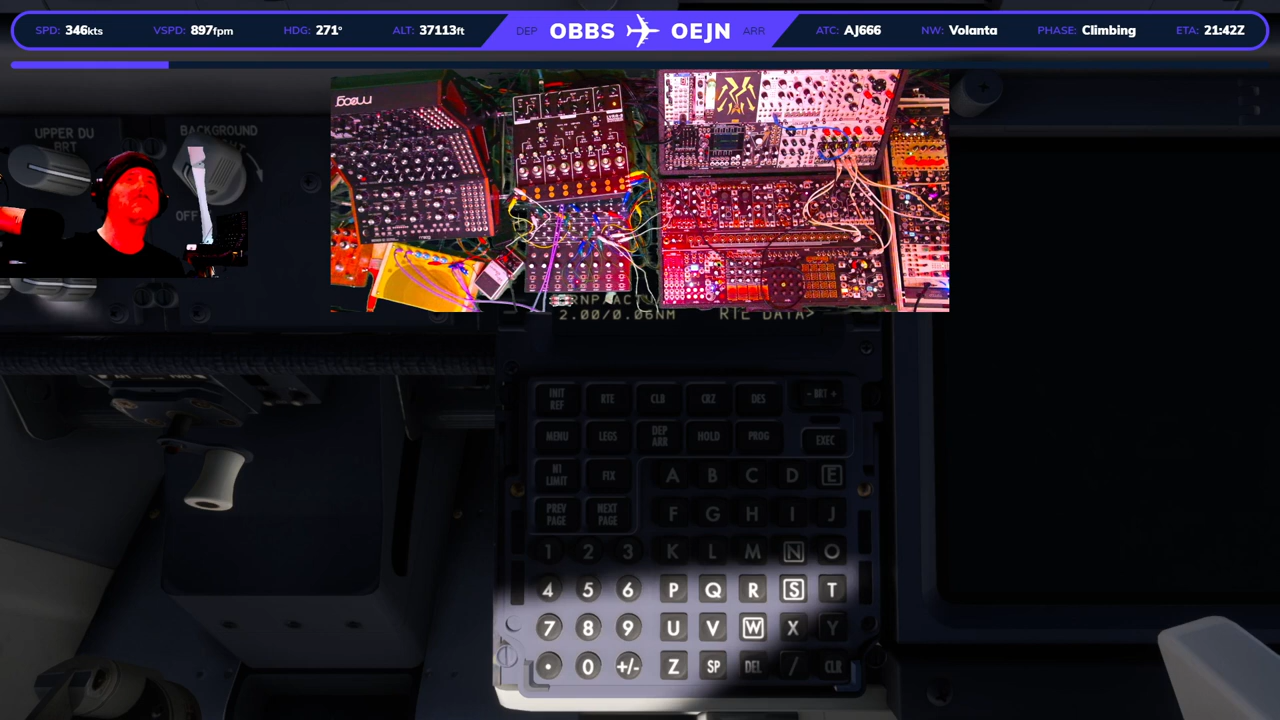 SPD: 346kts VSPD: 897fpm HDG: 271° ALT: 37113ft DEP OBBS OEJN ARR ATC: AJ666 NW: Volanta PHASE: Climbing ETA: 21:42Z
moog
UPPER DU
BRT
BACKGROUND
OFF
2.00/0.06NM RTE DATA>
INIT REF RTE CLB CRZ DES - BRT +
MENU LEGS DEP ARR HOLD PROG EXEC
N1 LIMIT FIX A B C D E
PREV PAGE NEXT PAGE F G H I J
1 2 3 K L M N O
4 5 6 P Q R S T
7 8 9 U V W X Y
. 0 +/- Z SP DEL / CLR